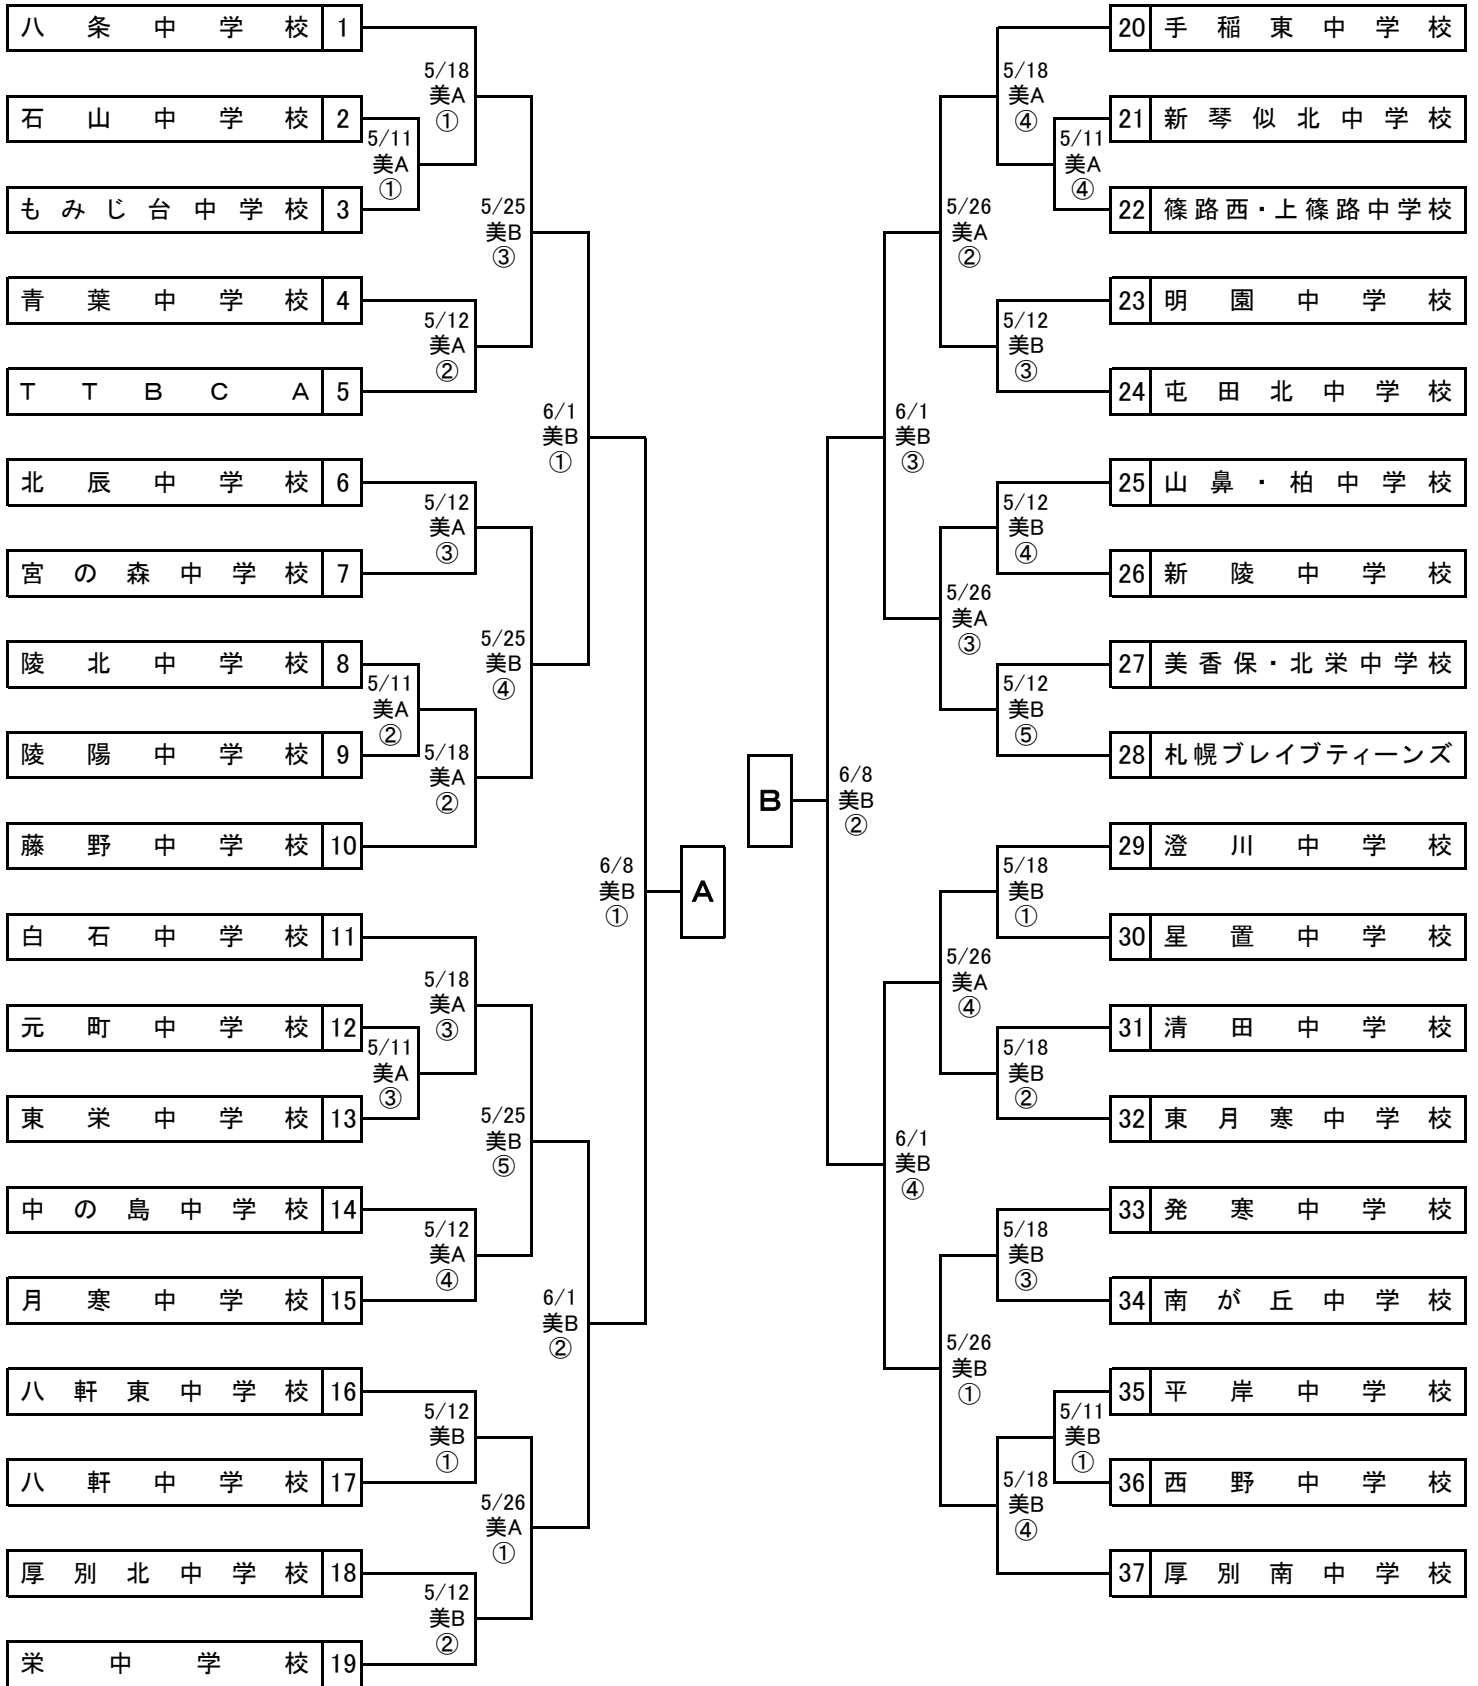 八条中学校 1
5/18
美A
①
石山中学校 2
5/11
美A
①
もみじ台中学校 3
5/25
美B
③
青葉中学校 4
5/12
美A
②
TTBCA 5
6/1
美B
①
北辰中学校 6
5/12
美A
③
宮の森中学校 7
5/25
美B
④
陵北中学校 8
5/11
美A
②
陵陽中学校 9
5/18
美A
②
藤野中学校 10
6/8
美B
①
A
白石中学校 11
5/18
美A
③
元町中学校 12
5/11
美A
③
東栄中学校 13
5/25
美B
⑤
中の島中学校 14
5/12
美A
④
月寒中学校 15
6/1
美B
②
八軒東中学校 16
5/12
美B
①
八軒中学校 17
5/26
美A
①
厚別北中学校 18
5/12
美B
②
栄中学校 19
20 手稲東中学校
5/18
美A
④
21 新琴似北中学校
5/11
美A
④
22 篠路西・上篠路中学校
5/26
美A
②
23 明園中学校
5/12
美B
③
24 屯田北中学校
6/1
美B
③
25 山鼻・柏中学校
5/12
美B
④
26 新陵中学校
5/26
美A
③
27 美香保・北栄中学校
5/12
美B
⑤
28 札幌ブレイブティーンズ
B
6/8
美B
②
29 澄川中学校
5/18
美B
①
30 星置中学校
5/26
美A
④
31 清田中学校
5/18
美B
②
32 東月寒中学校
6/1
美B
④
33 発寒中学校
5/18
美B
③
34 南が丘中学校
5/26
美B
①
35 平岸中学校
5/11
美B
①
36 西野中学校
5/18
美B
④
37 厚別南中学校